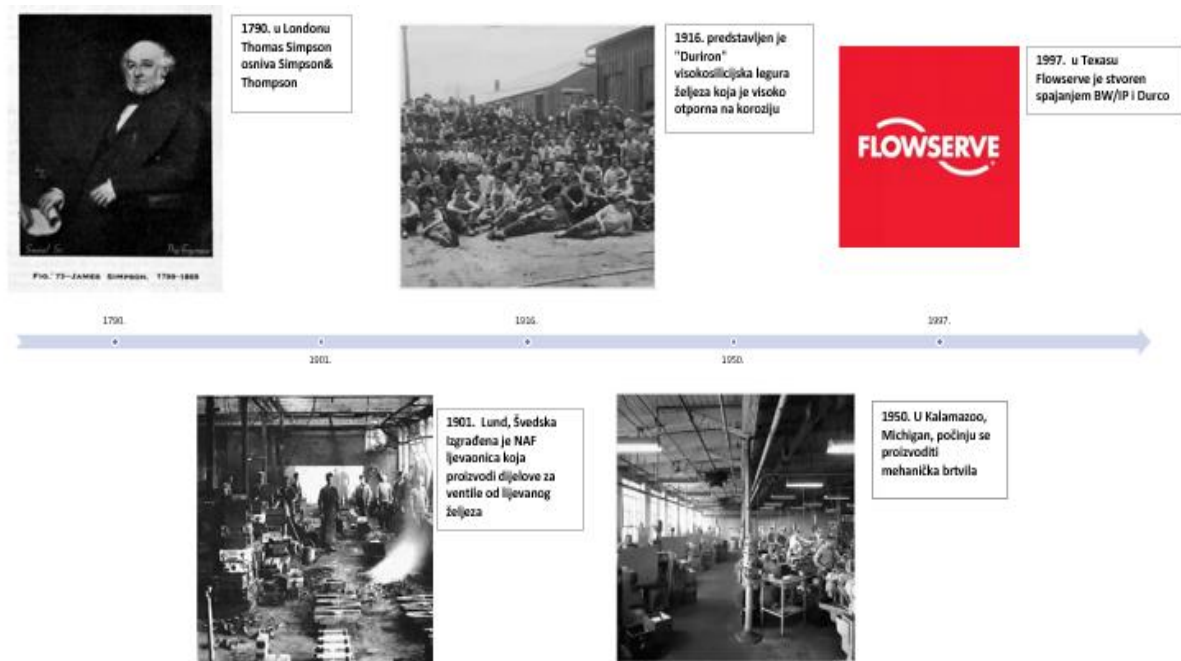 1790. u Londonu
Thomas Simpson
osniva Simpson&
Thompson
FIG. 73—JAMES SIMPSON. 1799-1869
1916. predstavljen je
"Duriron"
visokosilicijska legura
željeza koja je visoko
otporna na koroziju
FLOWSERVE
1997. u Texasu
Flowserve je stvoren
spajanjem BW/IP i Durco
1790.
1916.
1997.
1901.
1950.
1901. Lund, Švedska
Izgrađena je NAF
ljevaonica koja
proizvodi dijelove za
ventile od lijevanog
željeza
1950. U Kalamazoo,
Michigan, počinju se
proizvoditi
mehanička brtvila